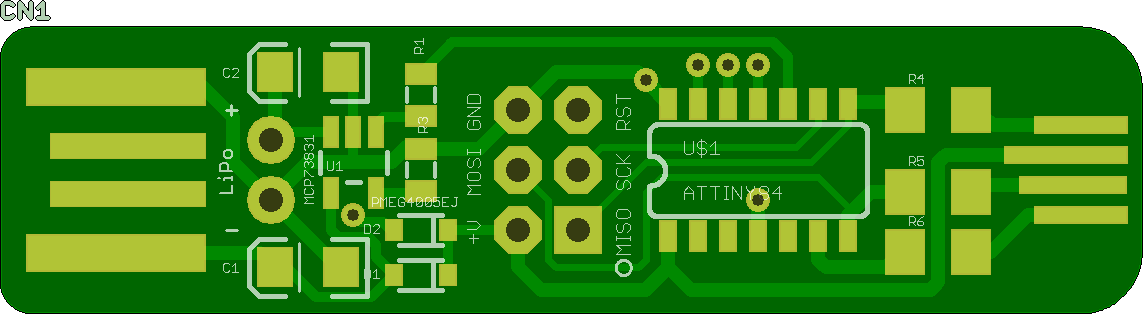 CN1
C2
+
LiPo
-
C1
MCP73831
U1
R1
R3
PMEG4005EJ
D2
D1
GND
MOSI
+V
RST
SCK
MISO
U$1
ATTINY84
R4
R5
R6